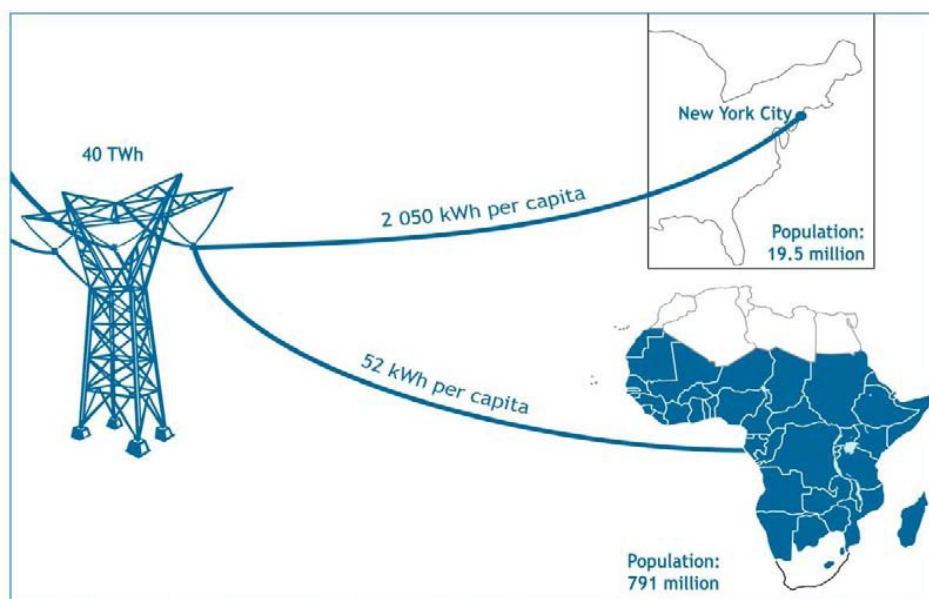 40 TWh
2 050 kWh per capita
New York City
Population:
19.5 million
52 kWh per capita
Population:
791 million